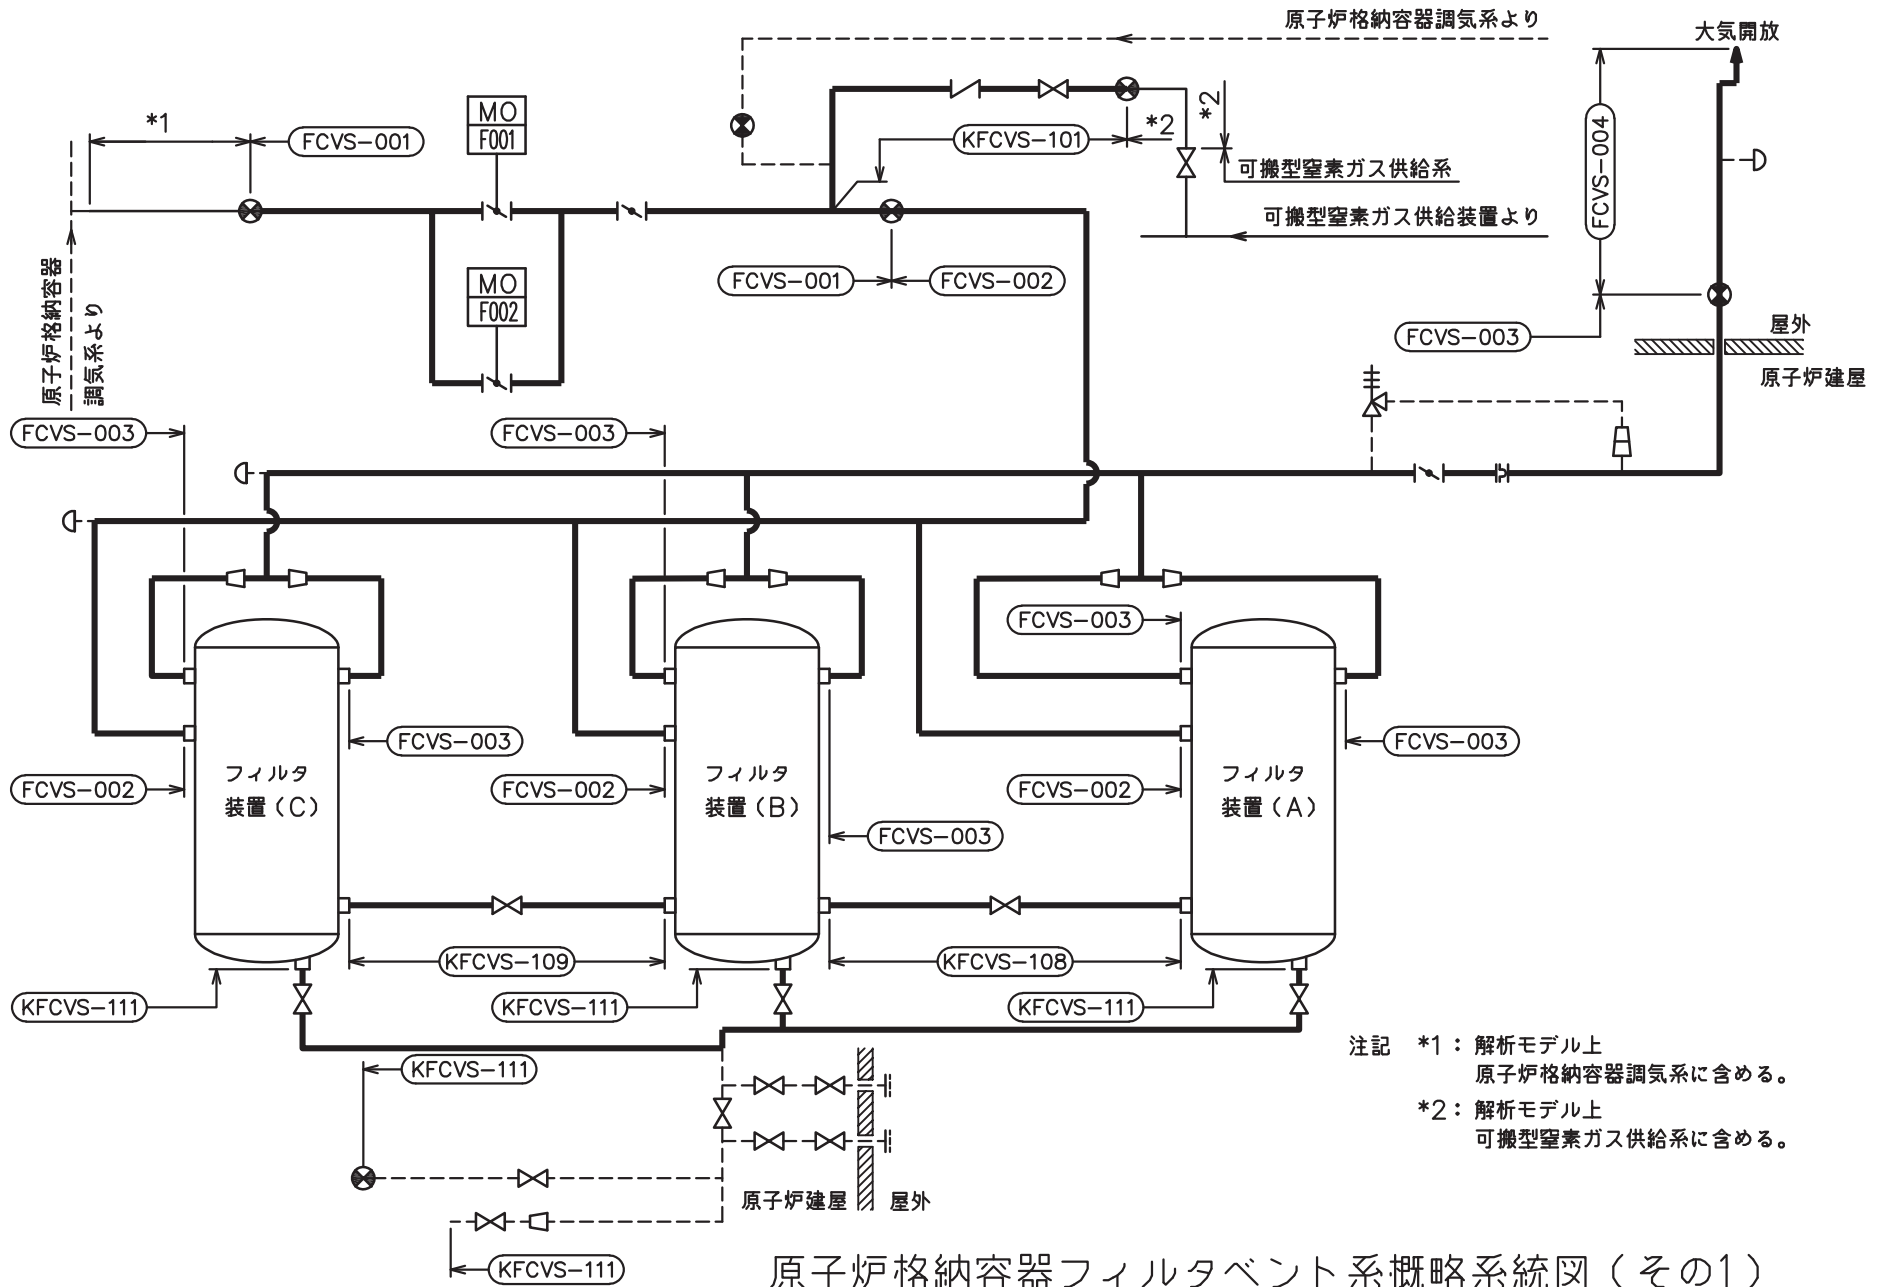 原子炉格納容器調気系より
大気開放
*1
FCVS-001
MO
F001
KFCVS-101
*2
*2
可搬型窒素ガス供給系
FCVS-004
可搬型窒素ガス供給装置より
FCVS-001
FCVS-002
MO
F002
原子炉格納容器
調気系より
FCVS-003
屋外
原子炉建屋
FCVS-003
FCVS-003
FCVS-003
FCVS-003
FCVS-003
FCVS-002
フィルタ
装置(C)
FCVS-002
フィルタ
装置(B)
FCVS-002
フィルタ
装置(A)
FCVS-003
KFCVS-109
KFCVS-108
KFCVS-111
KFCVS-111
KFCVS-111
KFCVS-111
注記 *1: 解析モデル上
原子炉格納容器調気系に含める。
*2: 解析モデル上
可搬型窒素ガス供給系に含める。
原子炉建屋
屋外
KFCVS-111
原子炉格納容器フィルタベント系概略系統図(その1)